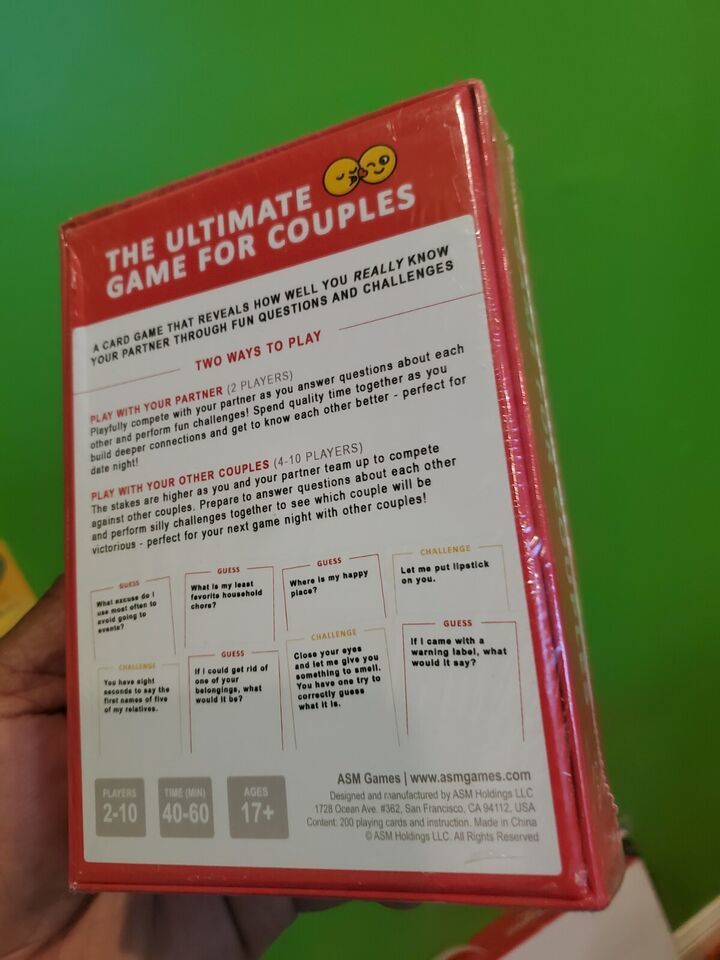 THE ULTIMATE
GAME FOR COUPLES
A CARD GAME THAT REVEALS HOW WELL YOU REALLY KNOW
YOUR PARTNER THROUGH FUN QUESTIONS AND CHALLENGES
TWO WAYS TO PLAY
PLAY WITH YOUR PARTNER (2 PLAYERS)
Playfully compete with your partner as you answer questions about each
other and perform fun challenges! Spend quality time together as you
build deeper connections and get to know each other better - perfect for
date night!
PLAY WITH YOUR OTHER COUPLES (4-10 PLAYERS)
The stakes are higher as you and your partner team up to compete
against other couples. Prepare to answer questions about each other
and perform silly challenges together to see which couple will be
victorious - perfect for your next game night with other couples!
GUESS
What excuse do I
use most often to
avoid going to
events?
GUESS
What is my least
favorite household
chore?
GUESS
Where is my happy
place?
CHALLENGE
Let me put lipstick
on you.
CHALLENGE
You have eight
seconds to say the
first names of five
of my relatives.
GUESS
If I could get rid of
one of your
belongings, what
would it be?
CHALLENGE
Close your eyes
and let me give you
something to smell.
You have one try to
correctly guess
what it is.
GUESS
If I came with a
warning label, what
would it say?
PLAYERS
2-10
TIME (MIN)
40-60
AGES
17+
ASM Games | www.asmgames.com
Designed and manufactured by ASM Holdings LLC
1728 Ocean Ave. #362, San Francisco, CA 94112, USA
Content: 200 playing cards and instruction. Made in China
© ASM Holdings LLC. All Rights Reserved